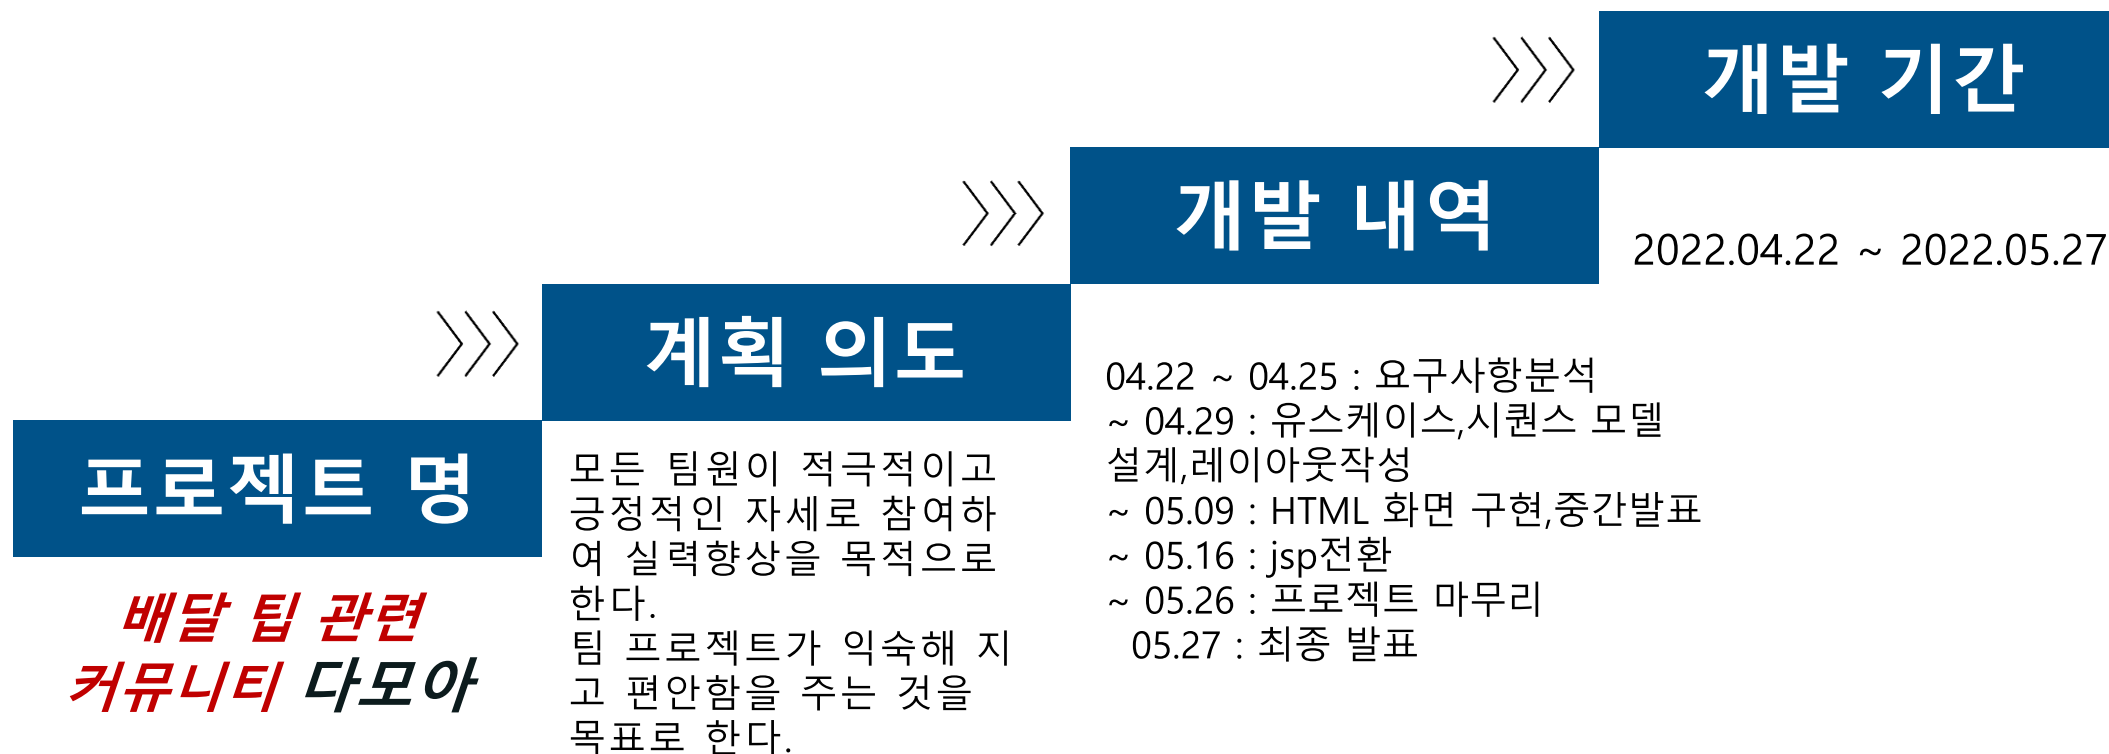 프로젝트 명
배달 팁 관련
커뮤니티 다모아
계획 의도
모든 팀원이 적극적이고
긍정적인 자세로 참여하
여 실력향상을 목적으로
한다.
팀 프로젝트가 익숙해 지
고 편안함을 주는 것을
목표로 한다.
개발 내역
04.22 ~ 04.25 : 요구사항분석
~ 04.29 : 유스케이스,시퀀스 모델
설계,레이아웃작성
~ 05.09 : HTML 화면 구현,중간발표
~ 05.16 : jsp전환
~ 05.26 : 프로젝트 마무리
05.27 : 최종 발표
개발 기간
2022.04.22 ~ 2022.05.27